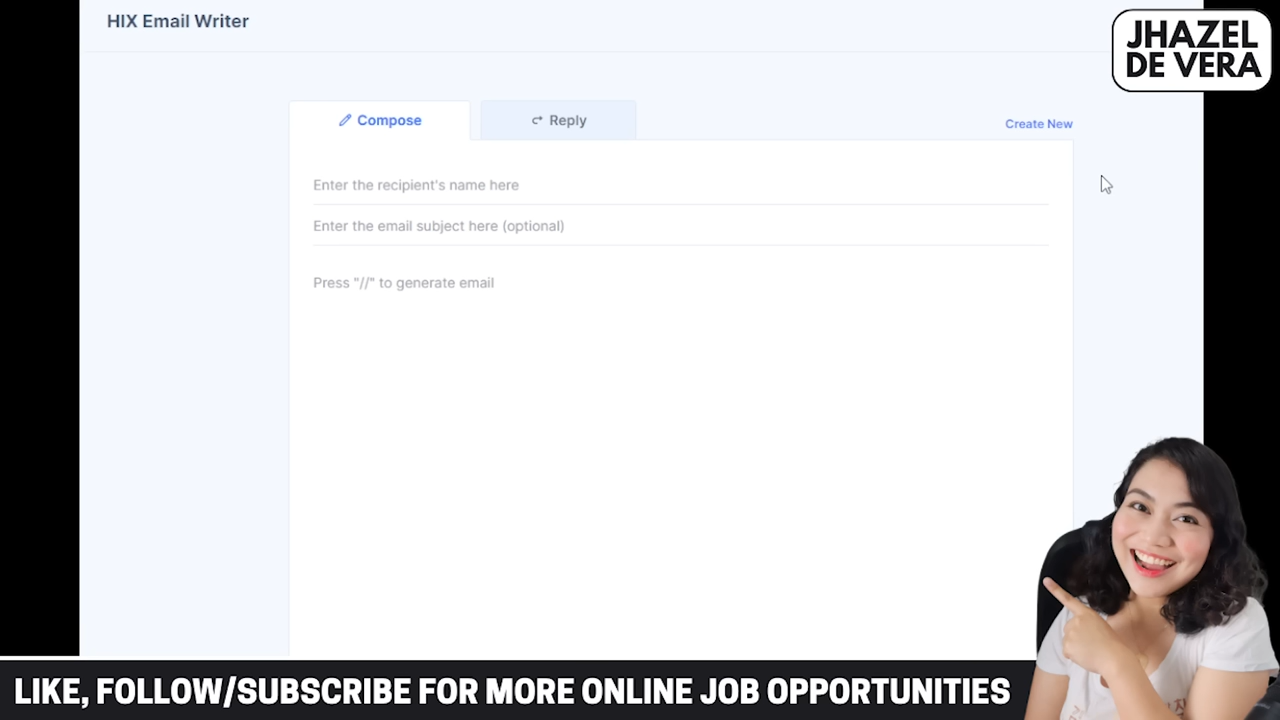 HIX Email Writer
JHAZEL
DE VERA
Compose
Reply
Create New
Enter the recipient's name here
Enter the email subject here (optional)
Press "//" to generate email
LIKE, FOLLOW/SUBSCRIBE FOR MORE ONLINE JOB OPPORTUNITIES